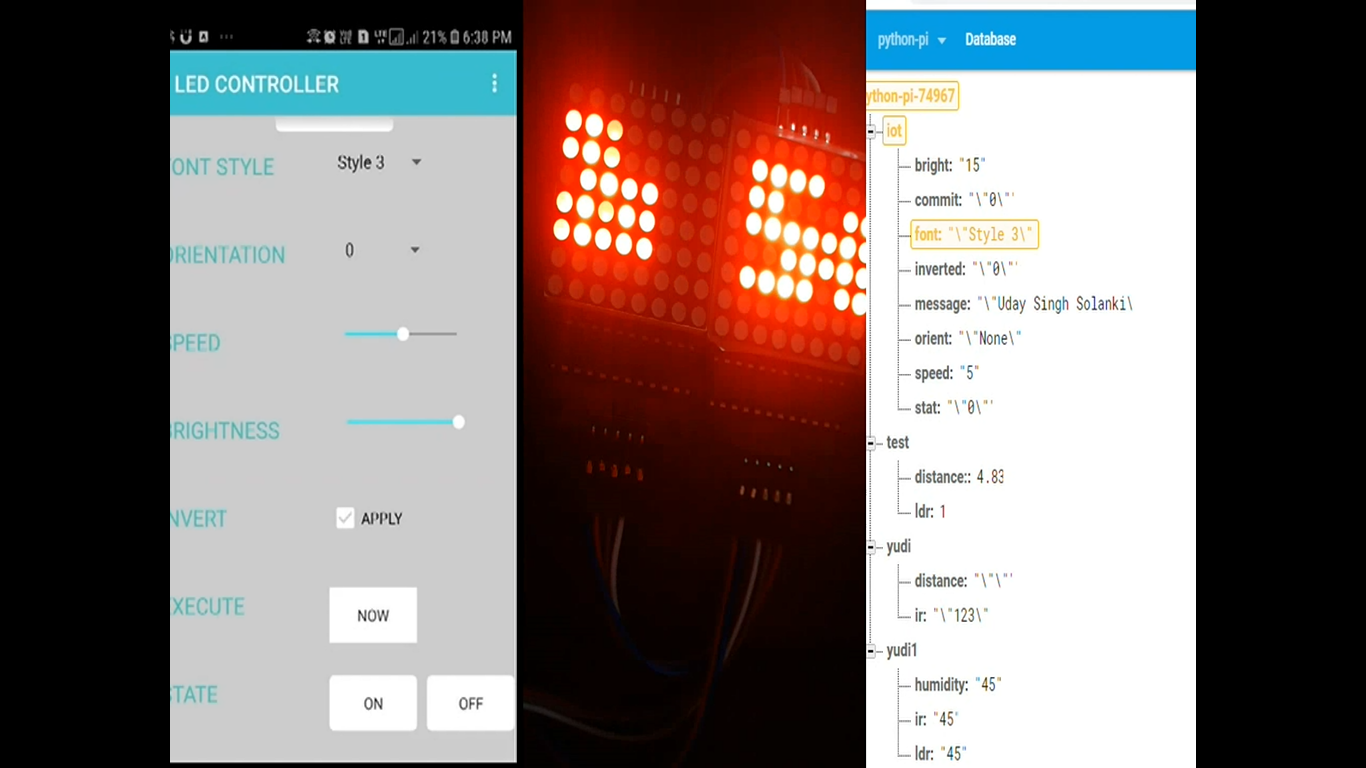 21% 6:38 PM
LED CONTROLLER
ONT STYLE Style 3
ORIENTATION 0
SPEED
BRIGHTNESS
NVERT APPLY
EXECUTE NOW
STATE ON OFF
python-pi Database
ython-pi-74967
iot
bright: "15"
commit: "\"0\"'
font: "\"Style 3\"
inverted: "\"0\"'
message: "\"Uday Singh Solanki\
orient: "\"None\"
speed: "5"
stat: "\"0\"'
test
distance:: 4.83
ldr: 1
yudi
distance: "\"\"'
ir: "\"123\"
yudi1
humidity: "45"
ir: "45"
ldr: "45"